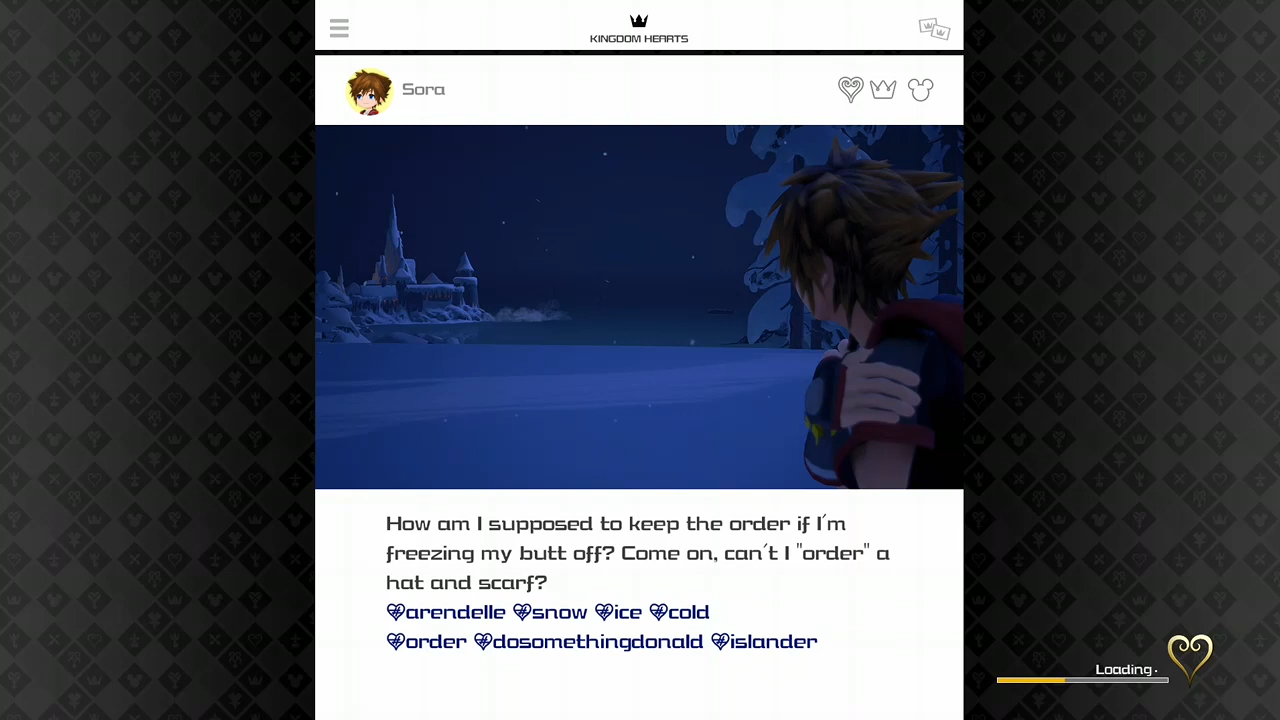 KINGDOM HEARTS
Sora
How am I supposed to keep the order if I'm
freezing my butt off? Come on, can't I "order" a
hat and scarf?
#arendelle #snow #ice #cold
#order #dosomethingdonald #islander
Loading.